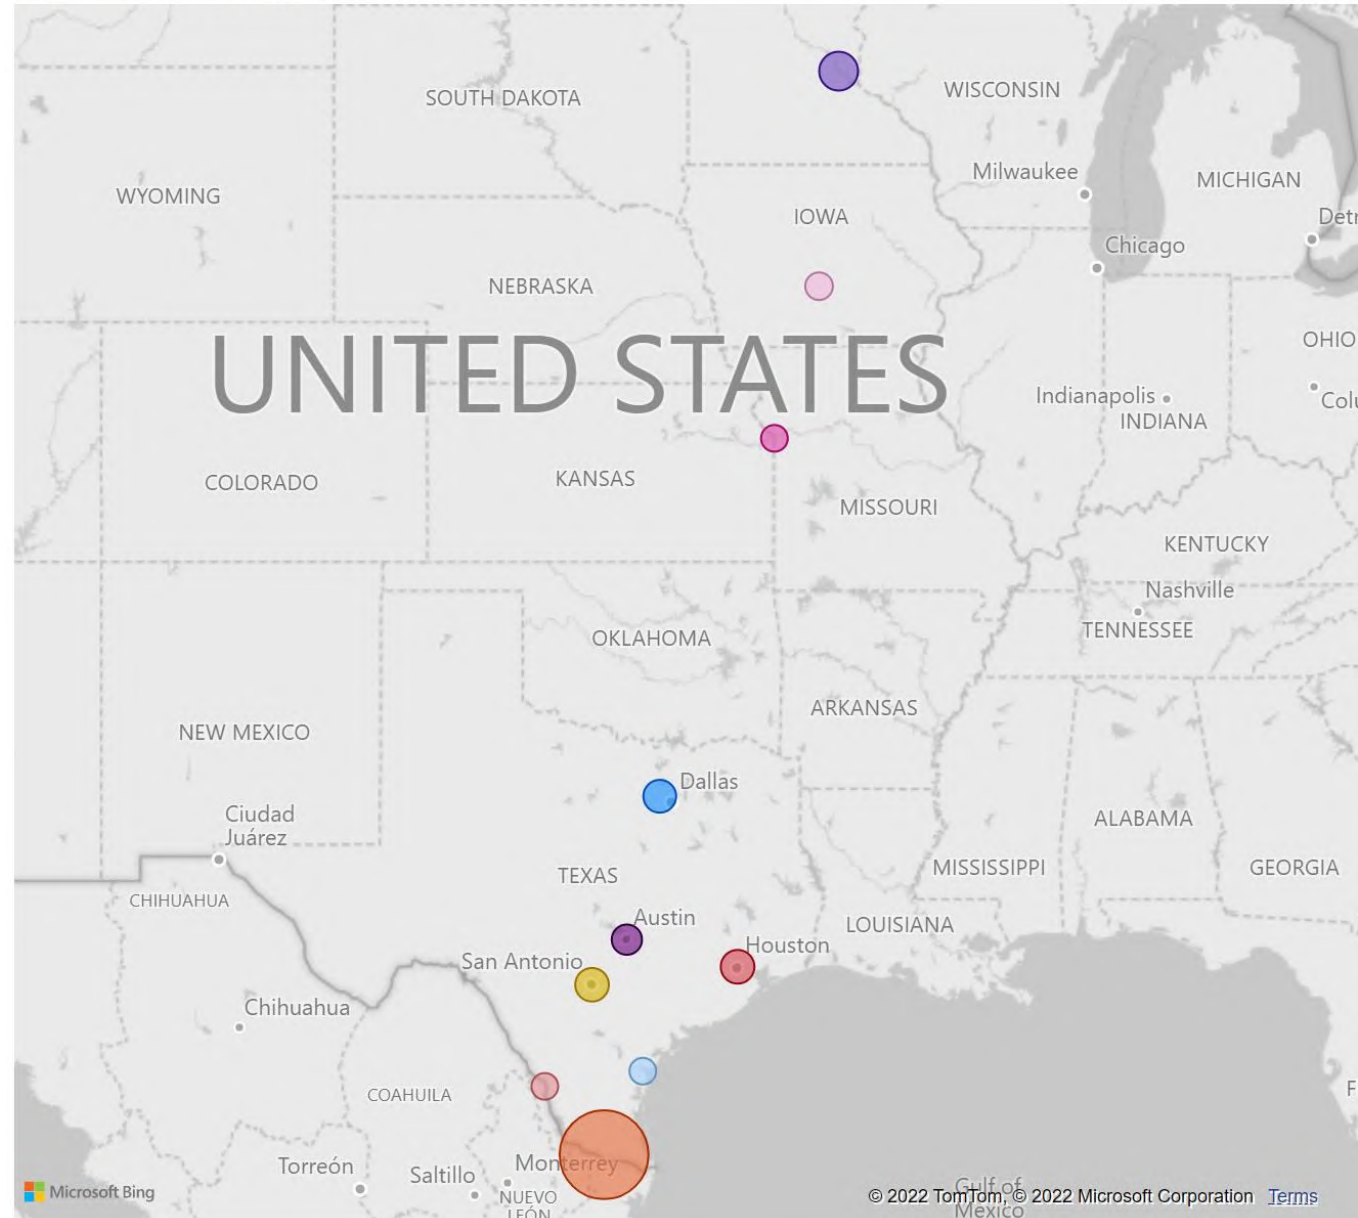 SOUTH DAKOTA
WISCONSIN
Milwaukee
MICHIGAN
WYOMING
IOWA
Detr
Chicago
NEBRASKA
UNITED STATES
OHIO
Indianapolis
INDIANA
Colu
COLORADO
KANSAS
MISSOURI
KENTUCKY
Nashville
TENNESSEE
OKLAHOMA
ARKANSAS
NEW MEXICO
Dallas
Ciudad
Juárez
ALABAMA
TEXAS
MISSISSIPPI
GEORGIA
CHIHUAHUA
Austin
LOUISIANA
Houston
San Antonio
Chihuahua
COAHUILA
F
Torreón
Saltillo
Monterrey
NUEVO
LEÓN
Microsoft Bing
Gulf of
Mexico
© 2022 TomTom, © 2022 Microsoft Corporation Terms